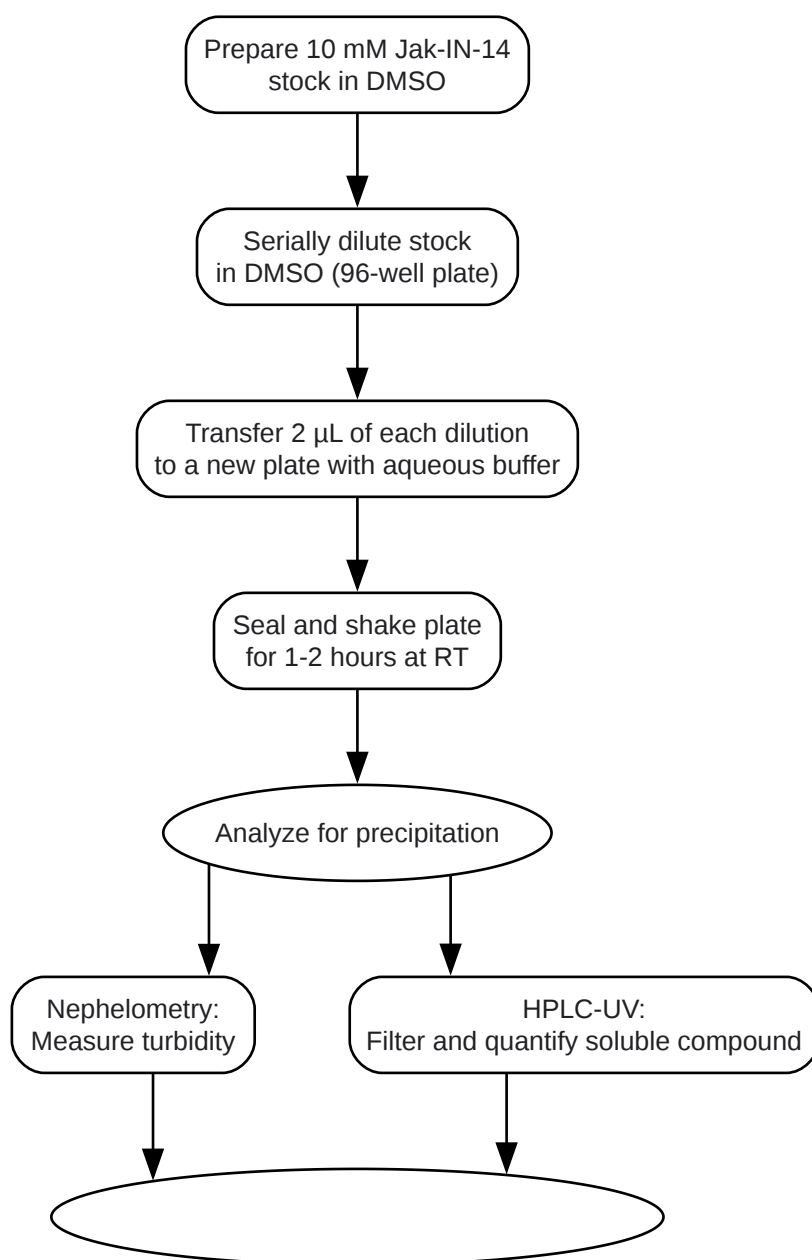 Prepare 10 mM Jak-IN-14
stock in DMSO
Serially dilute stock
in DMSO (96-well plate)
Transfer 2 µL of each dilution
to a new plate with aqueous buffer
Seal and shake plate
for 1-2 hours at RT
Analyze for precipitation
Nephelometry:
Measure turbidity
HPLC-UV:
Filter and quantify soluble compound